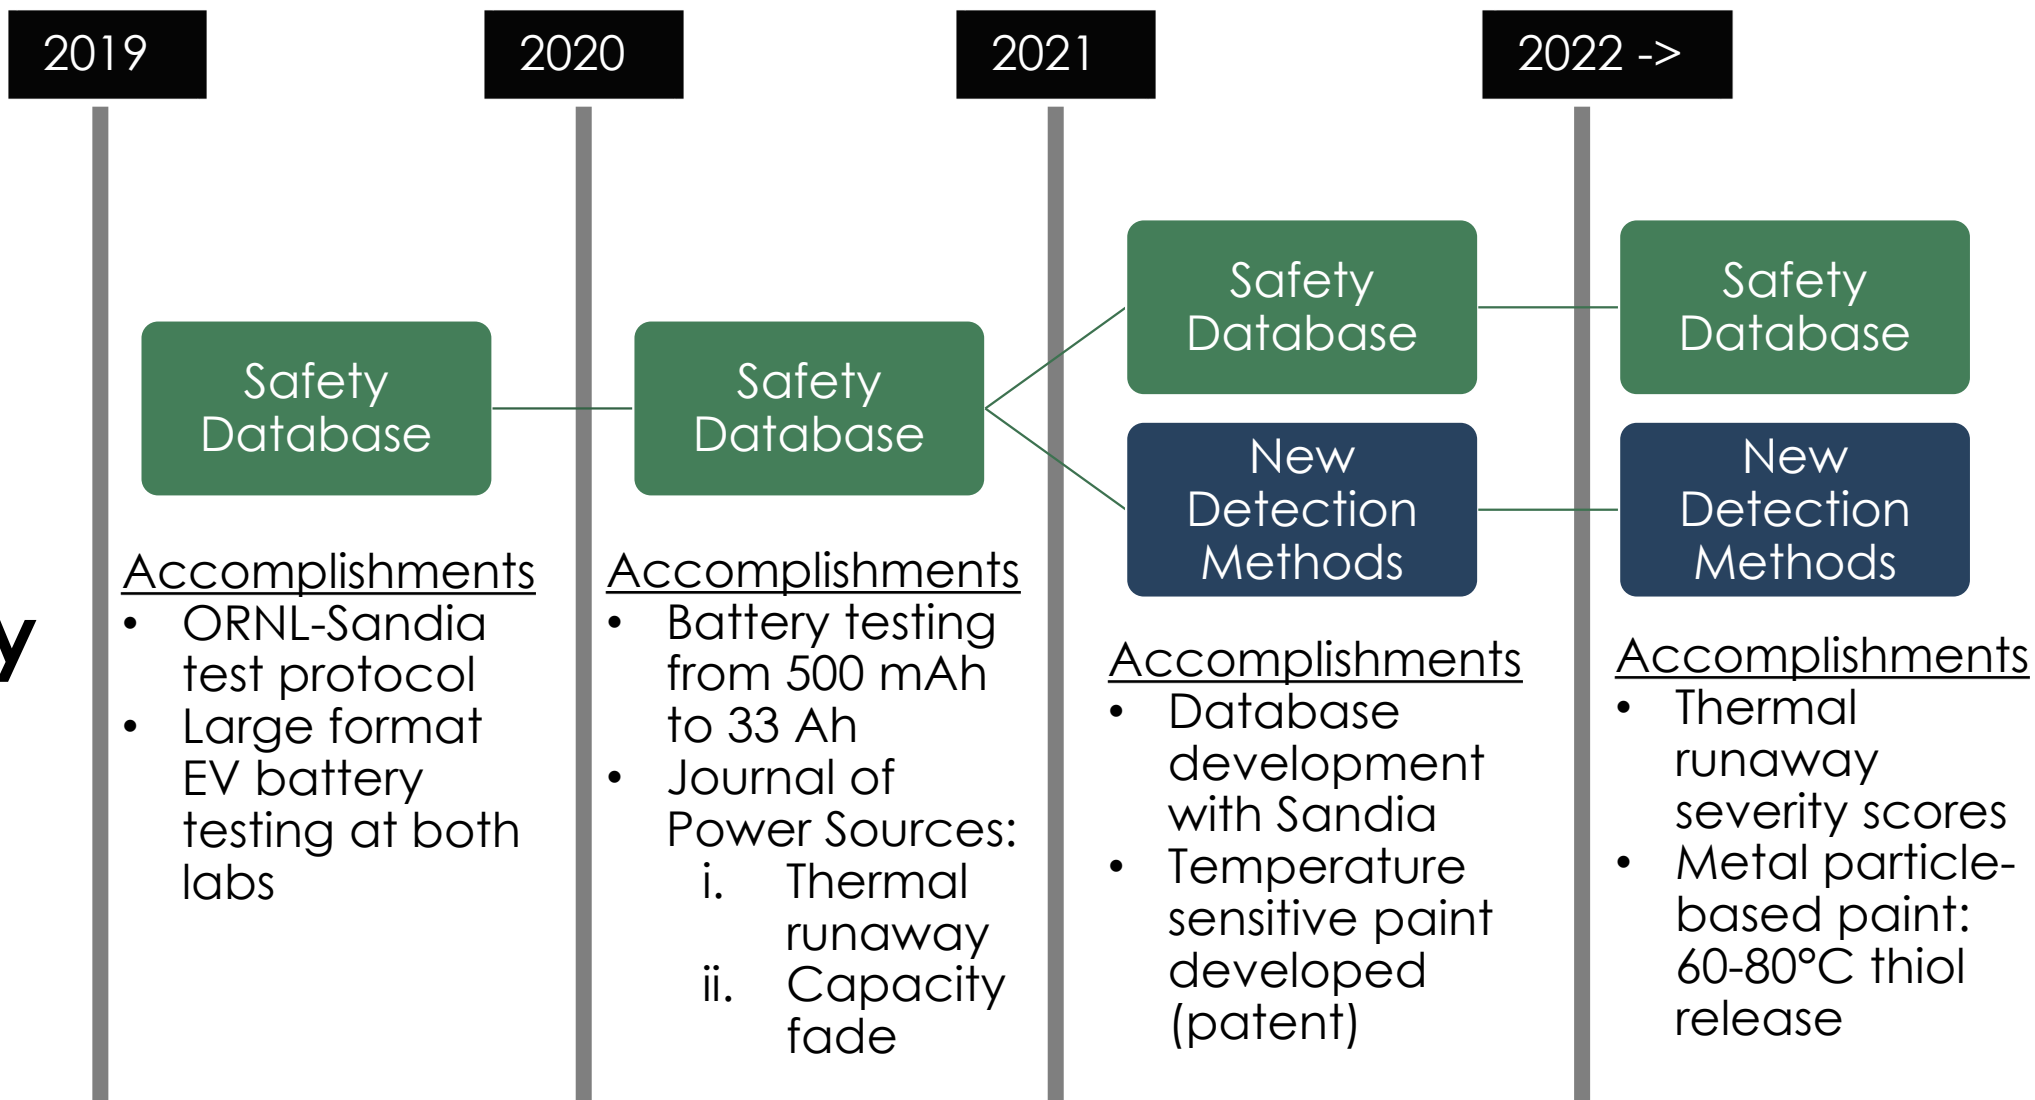 2019
2020
2021
2022 ->
Safety
Database
Safety
Database
Safety
Database
Safety
Database
New
Detection
Methods
New
Detection
Methods
y
Accomplishments
• ORNL-Sandia
test protocol
• Large format
EV battery
testing at both
labs
Accomplishments
• Battery testing
from 500 mAh
to 33 Ah
• Journal of
Power Sources:
i. Thermal
runaway
ii. Capacity
fade
Accomplishments
• Database
development
with Sandia
• Temperature
sensitive paint
developed
(patent)
Accomplishments
• Thermal
runaway
severity scores
• Metal particle-
based paint:
60-80°C thiol
release